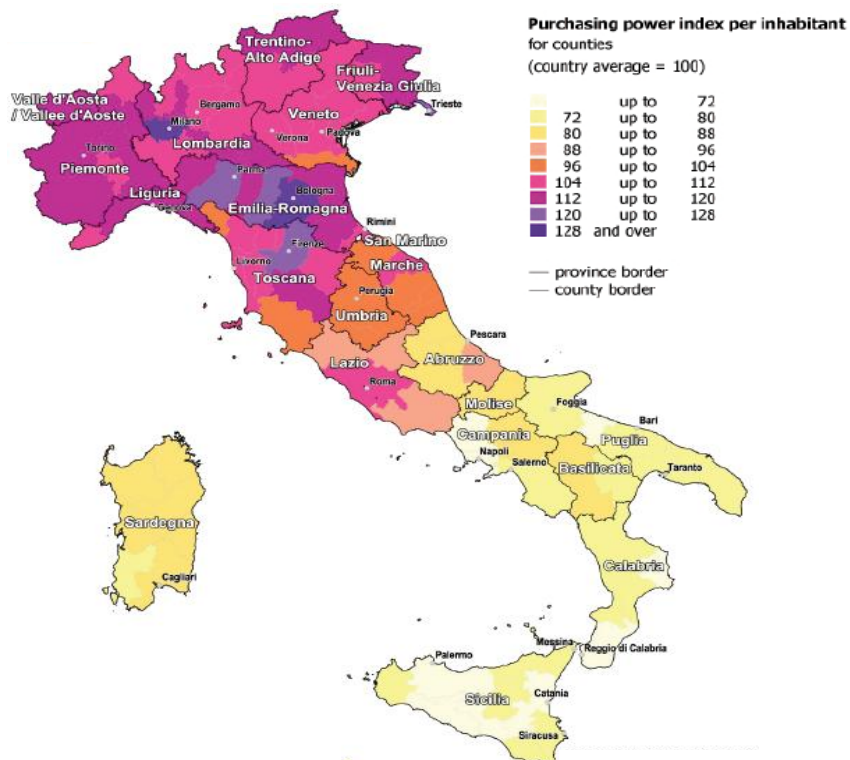 Purchasing power index per inhabitant
for counties
(country average = 100)
up to 72
72 up to 80
80 up to 88
88 up to 96
96 up to 104
104 up to 112
112 up to 120
120 up to 128
128 and over
province border
county border
Trentino-
Alto Adige
Friuli-
Venezia Giulia
Valle d'Aosta
/ Vallee d'Aoste
Bergamo
Trieste
Milano
Veneto
Verona
Padova
Lombardia
Torino
Piemonte
Parma
Liguria
Genova
Bologna
Emilia-Romagna
Rimini
San Marino
Firenze
Marche
Livorno
Toscana
Perugia
Umbria
Pescara
Lazio
Abruzzo
Roma
Molise
Foggia
Bari
Campania
Puglia
Napoli
Salerno
Basilicata
Taranto
Sardegna
Cagliari
Calabria
Messina
Reggio di Calabria
Palermo
Sicilia
Catania
Siracusa